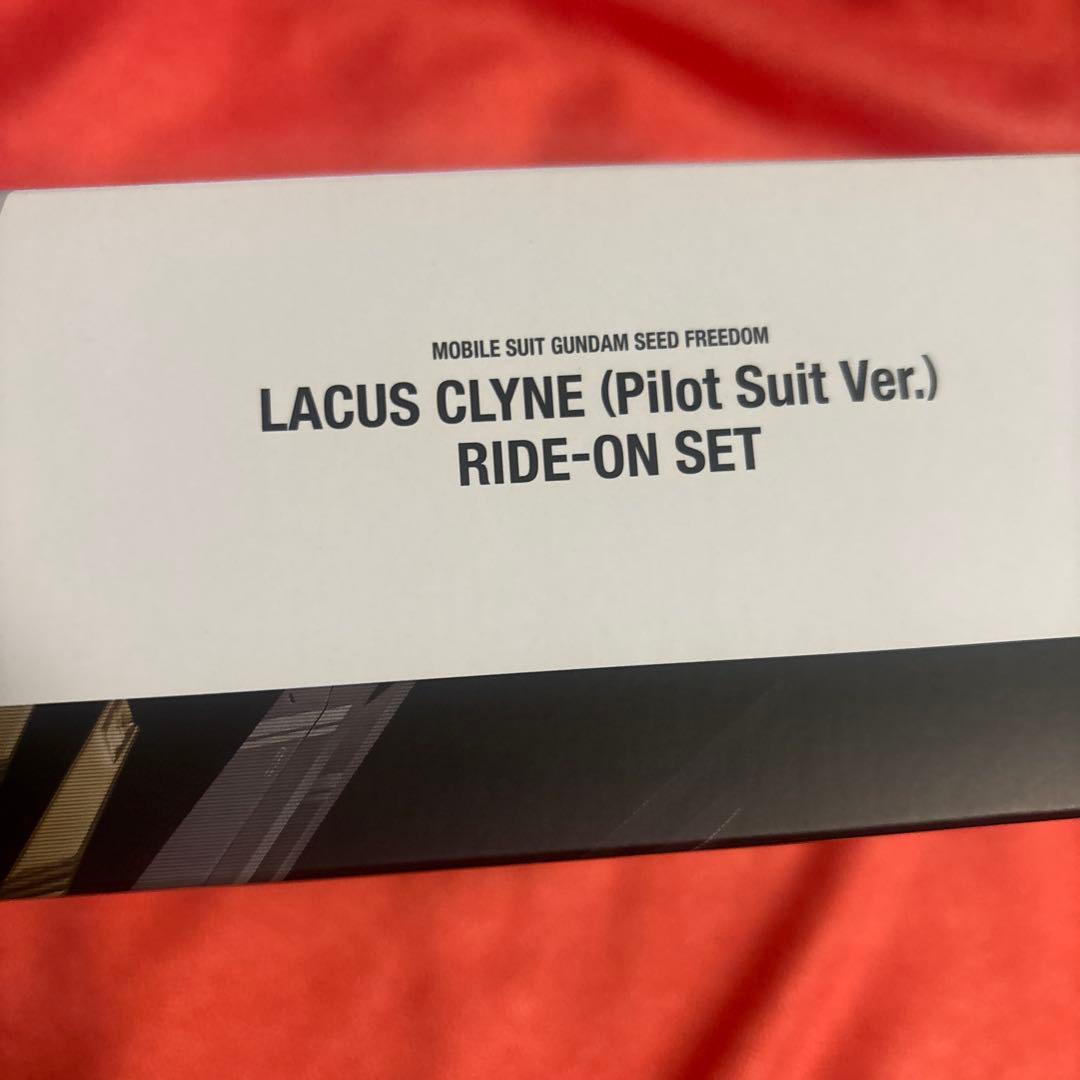 MOBILE SUIT GUNDAM SEED FREEDOM
LACUS CLYNE (Pilot Suit Ver.)
RIDE-ON SET